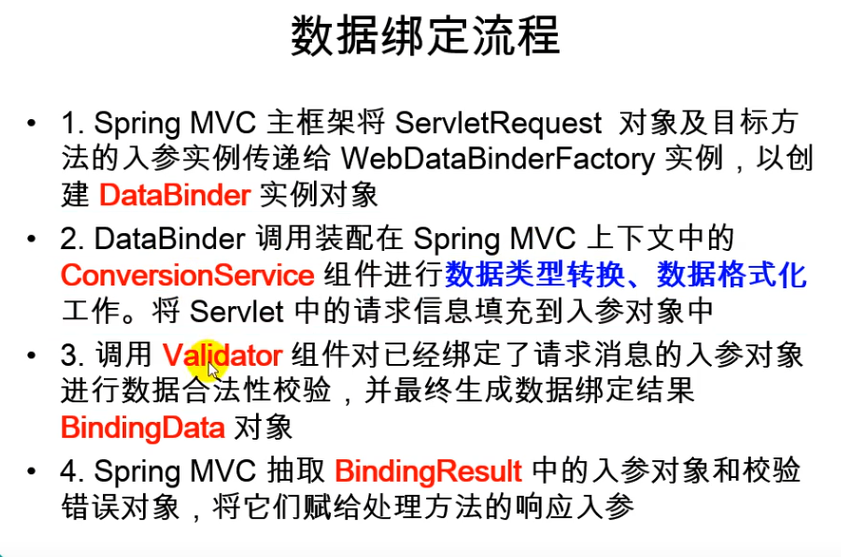 数据绑定流程
• 1. Spring MVC 主框架将 ServletRequest 对象及目标方
法的入参实例传递给 WebDataBinderFactory 实例，以创
建 DataBinder 实例对象
• 2. DataBinder 调用装配在 Spring MVC 上下文中的
ConversionService 组件进行数据类型转换、数据格式化
工作。将 Servlet 中的请求信息填充到入参对象中
• 3. 调用 Validator 组件对已经绑定了请求消息的入参对象
进行数据合法性校验，并最终生成数据绑定结果
BindingData 对象
• 4. Spring MVC 抽取 BindingResult 中的入参对象和校验
错误对象，将它们赋给处理方法的响应入参